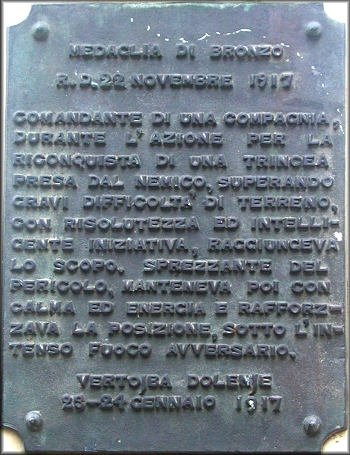 MEDAGLIA DI BRONZO
R.D. 22 NOVEMBRE 1917
COMANDANTE DI UNA COMPAGNIA,
DURANTE L'AZIONE PER LA
RICONQUISTA DI UNA TRINCEA
PRESA DAL NEMICO, SUPERANDO
GRAVI DIFFICOLTA' DI TERRENO,
CON RISOLUTEZZA ED INTELLI-
GENTE INIZIATIVA, RAGGIUNGEVA
LO SCOPO. SPREZZANTE DEL
PERICOLO, MANTENEVA POI CON
CALMA ED ENERGIA E RAFFORZ-
ZAVA LA POSIZIONE, SOTTO L'IN-
TENSO FUOCO AVVERSARIO.
VERTOJBA DOLENJE
23-24 GENNAIO 1917